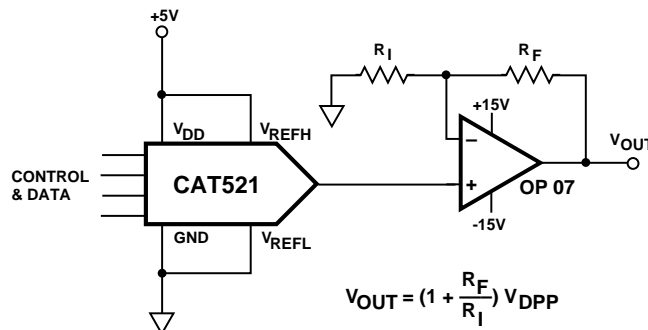 +5V
R_I
R_F
+15V
V_DD
V_REFH
V_OUT
CONTROL
& DATA
CAT521
−
+
OP 07
GND
V_REFL
-15V
V_OUT = (1 + R_F/R_I) V_DPP